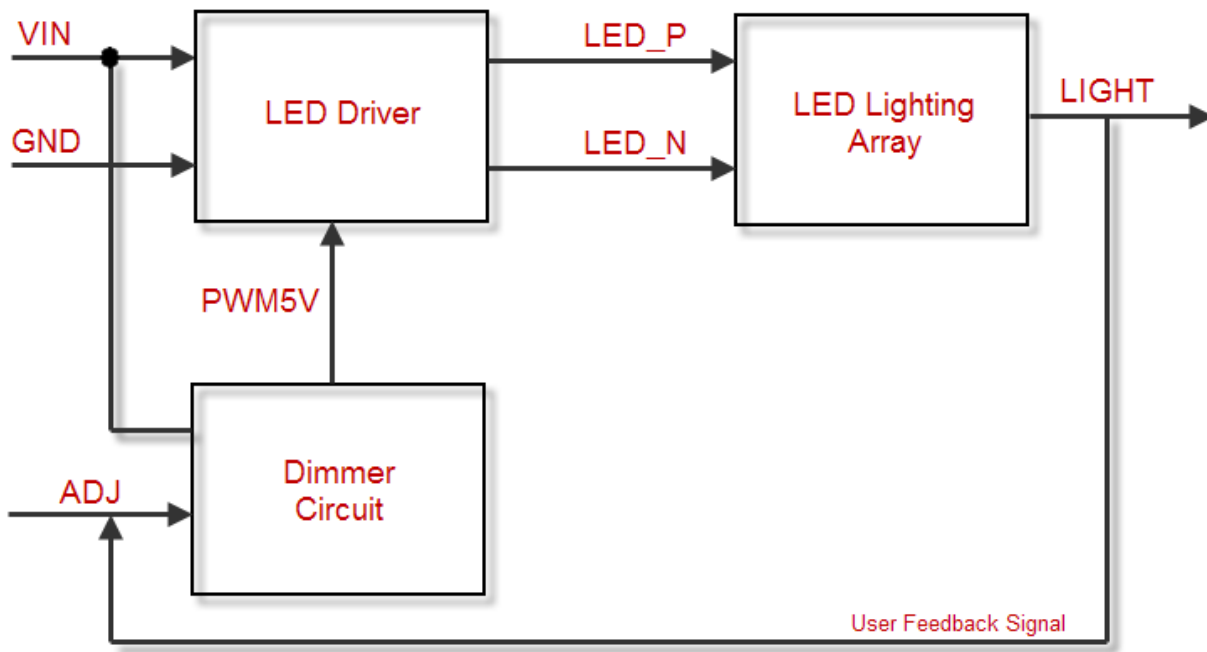 VIN
LED_P
LED Driver
LED Lighting
Array
LIGHT
GND
LED_N
PWM5V
Dimmer
Circuit
ADJ
User Feedback Signal